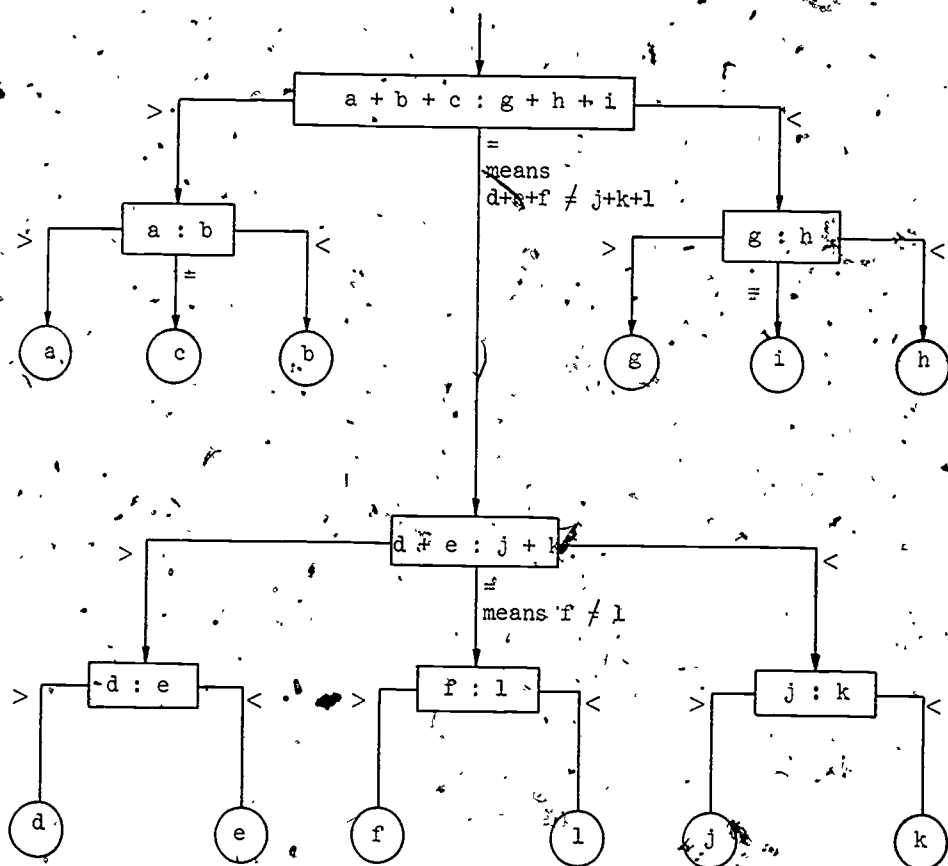 a + b + c : g + h + i
> <
=
means
d+e+f ≠ j+k+l
a : b
g : h
> <
=
> <
=
a c b
g i h
d + e : j + k
> <
=
means f ≠ l
d : e
f : l
j : k
> < > < > <
d e f l j k